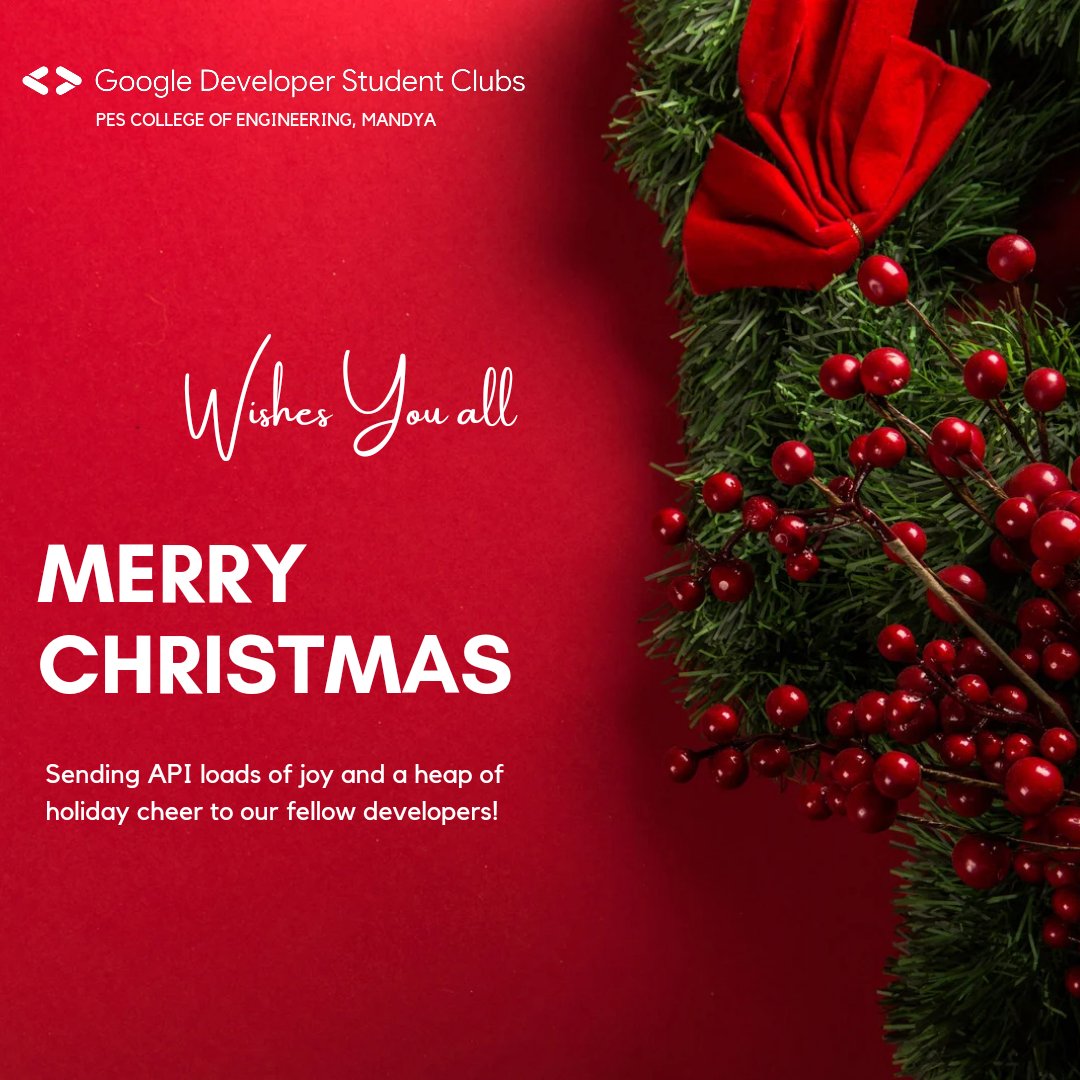 Google Developer Student Clubs
PES COLLEGE OF ENGINEERING, MANDYA
Wishes You all
MERRY
CHRISTMAS
Sending API loads of joy and a heap of
holiday cheer to our fellow developers!